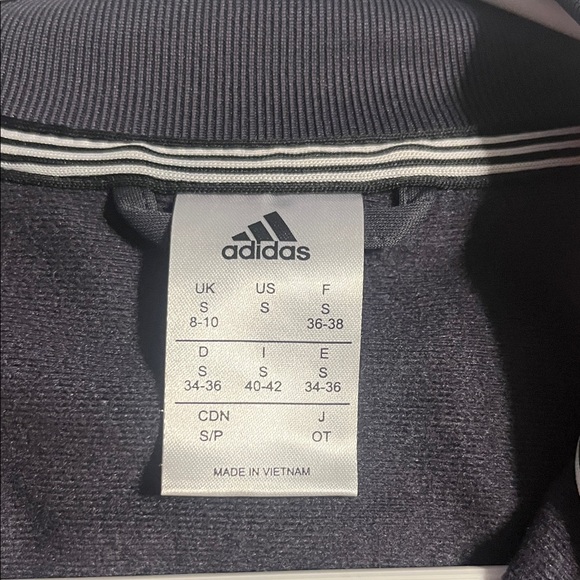 adidas
UK US F
S S S
8-10 36-38
D I E
S S S
34-36 40-42 34-36
CDN J
S/P OT
MADE IN VIETNAM